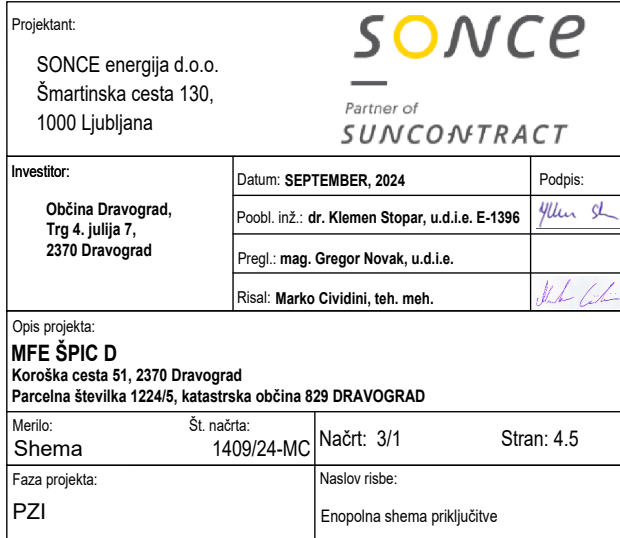 Projektant:
SONCE energija d.o.o.
Šmartinska cesta 130,
1000 Ljubljana
SONCE
Partner of
SUNCONTRACT
Investitor:
Občina Dravograd,
Trg 4. julija 7,
2370 Dravograd
Datum: SEPTEMBER, 2024
Podpis:
Poobl. inž.: dr. Klemen Stopar, u.d.i.e. E-1396
Pregl.: mag. Gregor Novak, u.d.i.e.
Risal: Marko Cividini, teh. meh.
Opis projekta:
MFE ŠPIC D
Koroška cesta 51, 2370 Dravograd
Parcelna številka 1224/5, katastrska občina 829 DRAVOGRAD
Merilo:
Shema
Št. načrta:
1409/24-MC
Načrt: 3/1
Stran: 4.5
Faza projekta:
PZI
Naslov risbe:
Enopolna shema priključitve